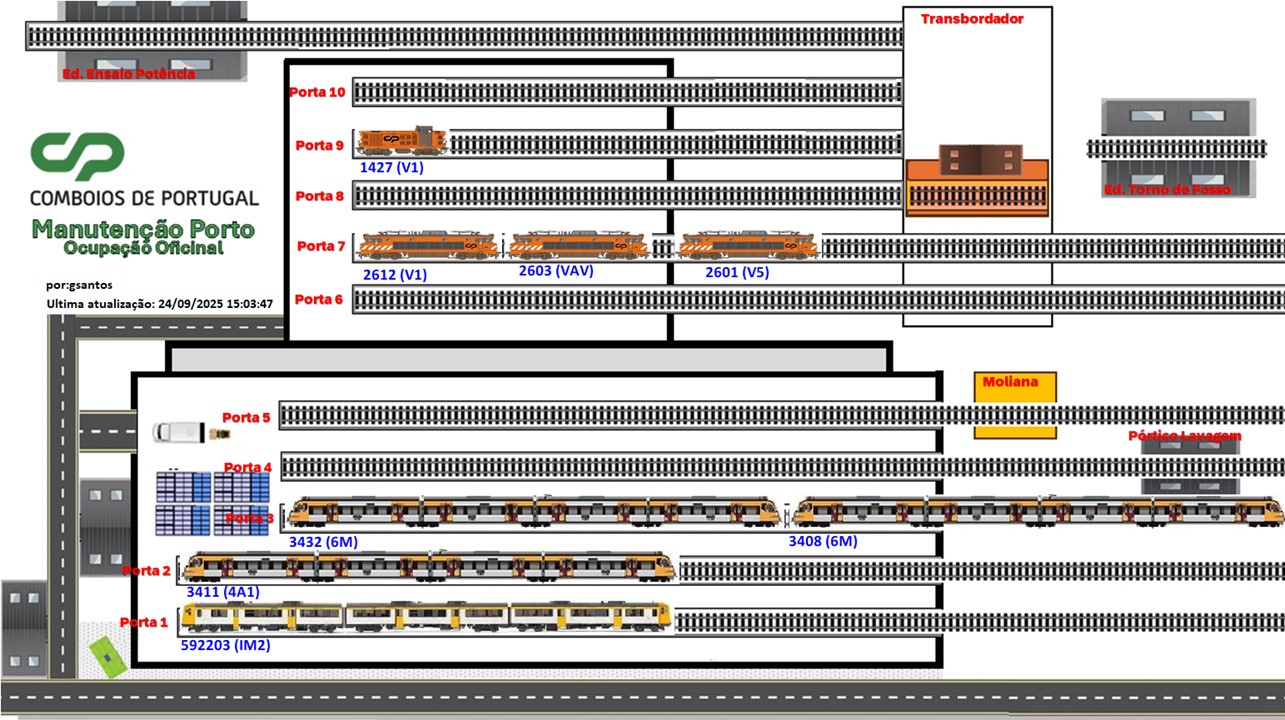 Transbordador
Ed. Ensaio Potência
Porta 10
Porta 9
1427 (V1)
CP
COMBOIOS DE PORTUGAL
Manutenção Porto
Ocupação Oficinal
Porta 8
Ed. Torno de Fosso
Porta 7
2612 (V1)
2603 (VAV)
2601 (V5)
por:gsantos
Ultima atualização: 24/09/2025 15:03:47
Porta 6
Moliana
Porta 5
Pórtico Lavagem
Porta 4
Porta 3
3432 (6M)
3408 (6M)
Porta 2
3411 (4A1)
Porta 1
592203 (IM2)